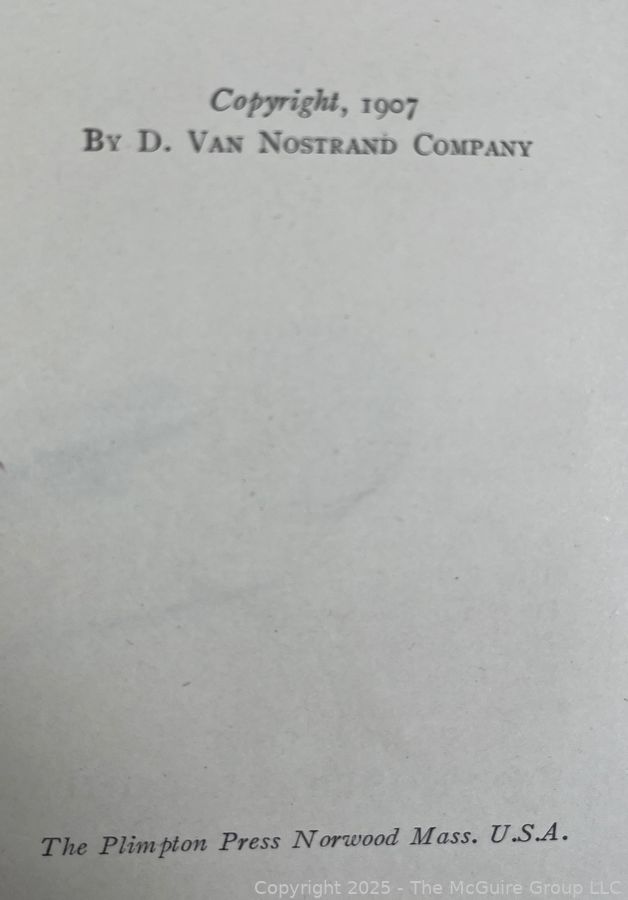 Copyright, 1907
By D. Van Nostrand Company
The Plimpton Press Norwood Mass. U.S.A.
Copyright 2025 - The McGuire Group LLC